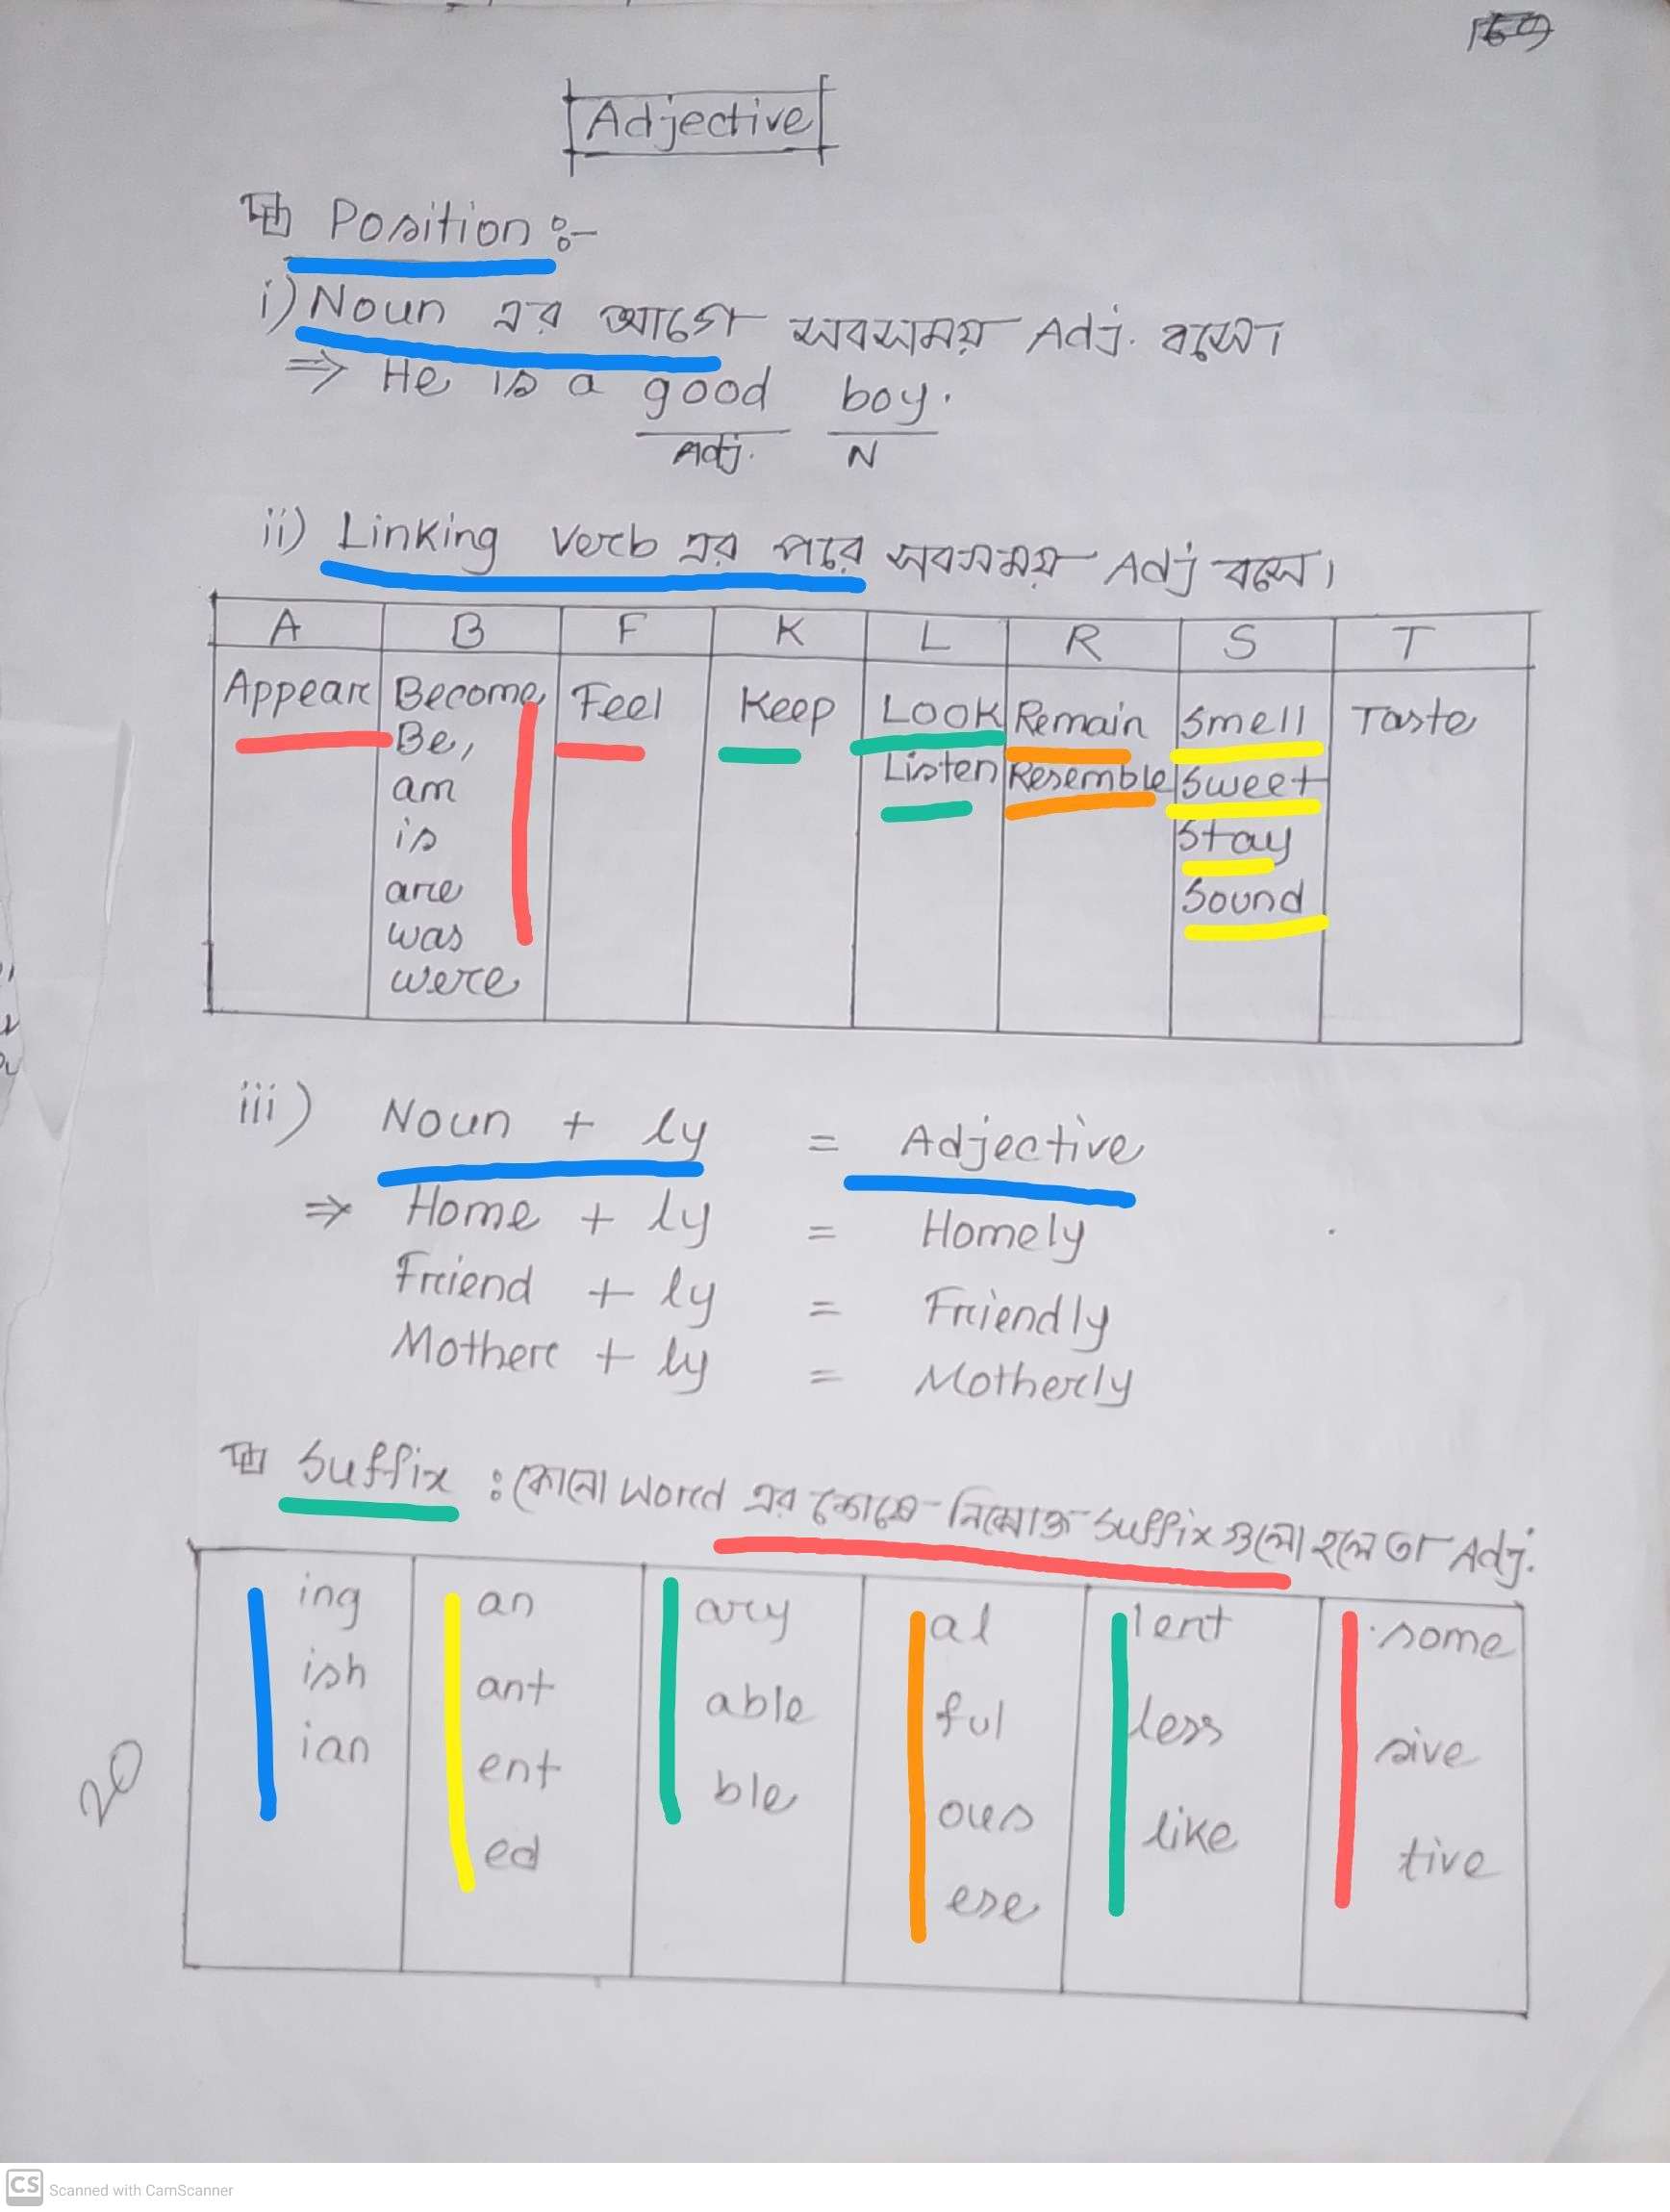 Adjective
Position :-
i) Noun এর আগে সবসময় Adj. বসে।
⇒ He is a good boy.
Adj. N
ii) Linking verb এর পরে সবসময় Adj বসে।
A B F K L R S T
Appear Become, Feel Keep Look Remain Smell Taste
Be, Listen Resemble Sweet
am Stay
is Sound
are
was
were
iii) Noun + ly = Adjective
⇒ Home + ly = Homely
Friend + ly = Friendly
Mother + ly = Motherly
Suffix : কোনো word এর শেষে নিম্নোক্ত suffix গুলো হলে তা Adj.
ing an ary al lent some
ish ant able ful less sive
ian ent ble ous like tive
ed ese
20
CS Scanned with CamScanner